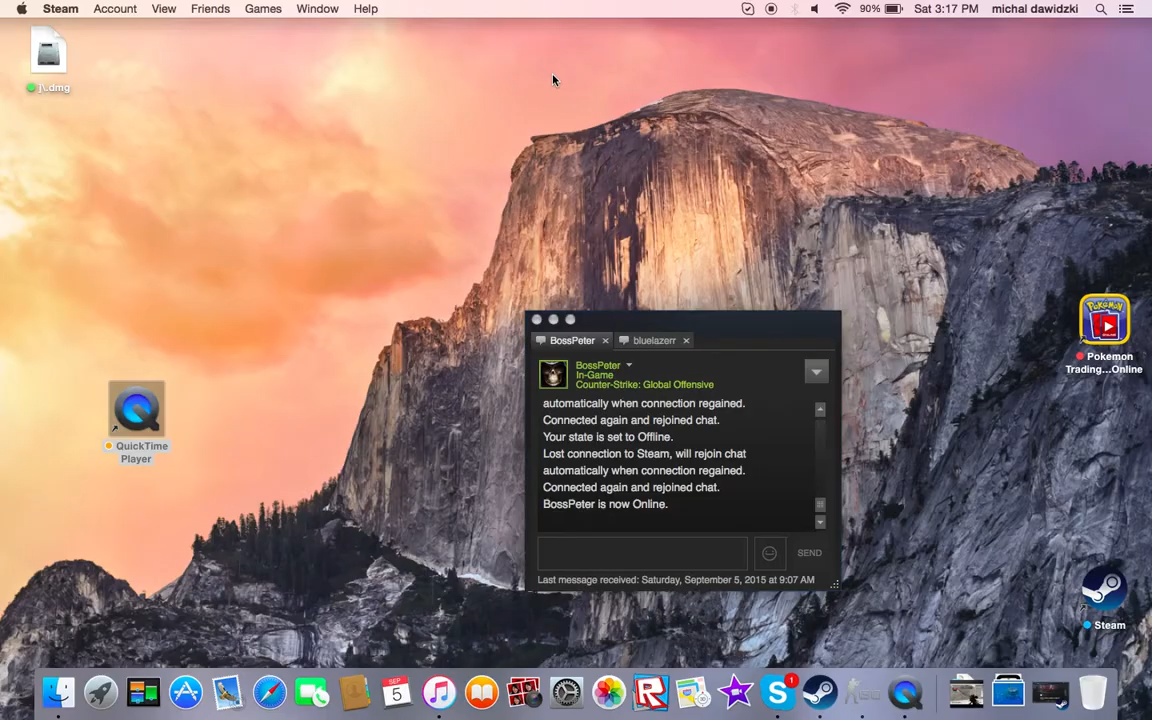 Steam Account View Friends Games Window Help 90% Sat 3:17 PM michal dawidzki
.dmg
BossPeter bluelazerr
BossPeter
In-Game
Counter-Strike: Global Offensive
automatically when connection regained.
Connected again and rejoined chat.
Your state is set to Offline.
Lost connection to Steam, will rejoin chat
automatically when connection regained.
Connected again and rejoined chat.
BossPeter is now Online.
SEND
Last message received: Saturday, September 5, 2015 at 9:07 AM
QuickTime
Player
Pokemon
Trading...Online
Steam
SEP
5
1